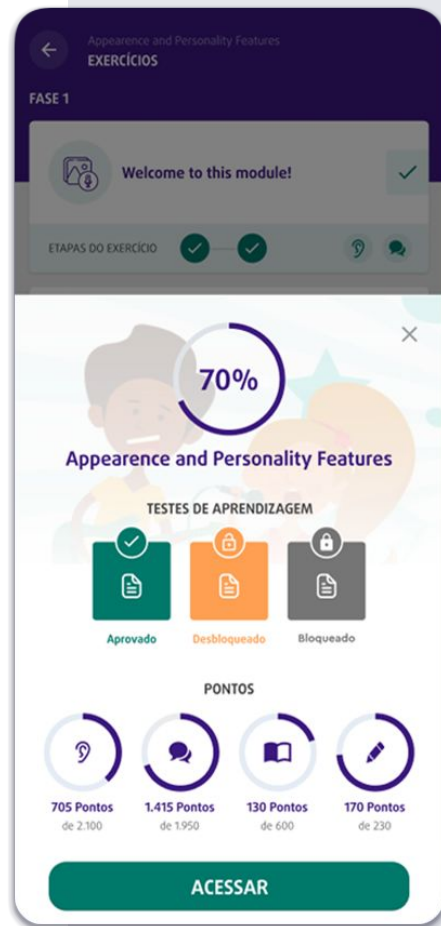 Appearence and Personality Features
EXERCÍCIOS
FASE 1
Welcome to this module!
ETAPAS DO EXERCÍCIO
70%
Appearence and Personality Features
TESTES DE APRENDIZAGEM
Aprovado Desbloqueado Bloqueado
PONTOS
705 Pontos 1.415 Pontos 130 Pontos 170 Pontos
de 2.100 de 1.950 de 600 de 230
ACESSAR